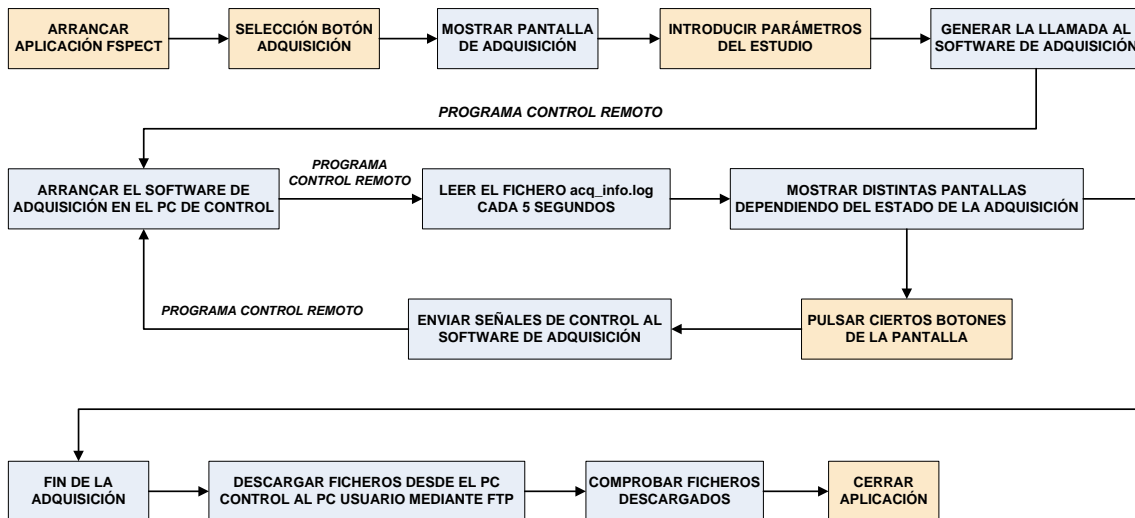 ARRANCAR
APLICACIÓN FSPECT
SELECCIÓN BOTÓN
ADQUISICIÓN
MOSTRAR PANTALLA
DE ADQUISICIÓN
INTRODUCIR PARÁMETROS
DEL ESTUDIO
GENERAR LA LLAMADA AL
SOFTWARE DE ADQUISICIÓN
PROGRAMA CONTROL REMOTO
ARRANCAR EL SOFTWARE DE
ADQUISICIÓN EN EL PC DE CONTROL
PROGRAMA
CONTROL REMOTO
LEER EL FICHERO acq_info.log
CADA 5 SEGUNDOS
MOSTRAR DISTINTAS PANTALLAS
DEPENDIENDO DEL ESTADO DE LA ADQUISICIÓN
PROGRAMA CONTROL REMOTO
ENVIAR SEÑALES DE CONTROL AL
SOFTWARE DE ADQUISICIÓN
PULSAR CIERTOS BOTONES
DE LA PANTALLA
FIN DE LA
ADQUISICIÓN
DESCARGAR FICHEROS DESDE EL PC
CONTROL AL PC USUARIO MEDIANTE FTP
COMPROBAR FICHEROS
DESCARGADOS
CERRAR
APLICACIÓN